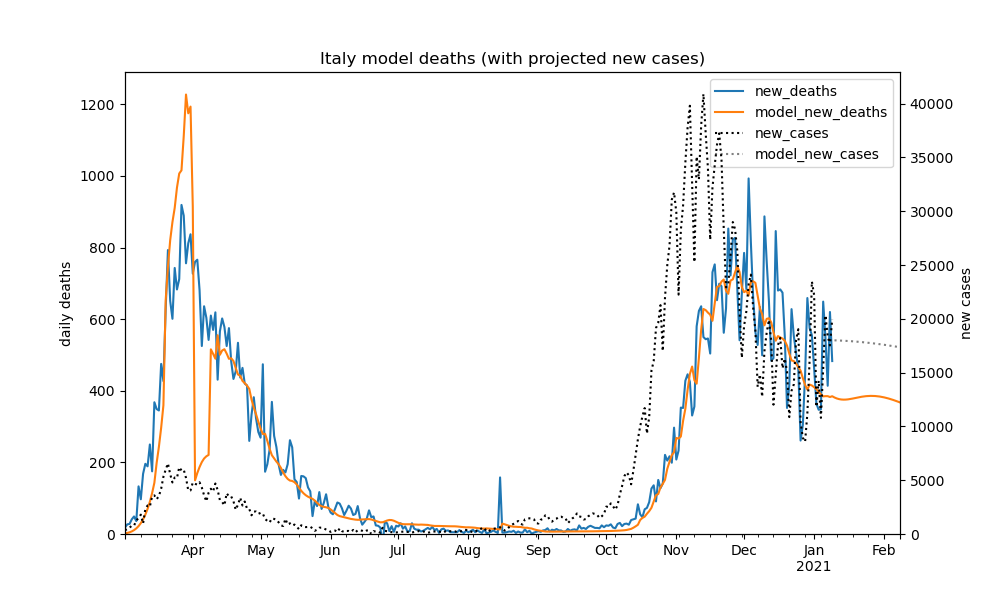 Italy model deaths (with projected new cases)
new_deaths
model_new_deaths
new_cases
model_new_cases
daily deaths
1200
1000
800
600
400
200
0
new cases
40000
35000
30000
25000
20000
15000
10000
5000
0
Apr May Jun Jul Aug Sep Oct Nov Dec Jan Feb
2021